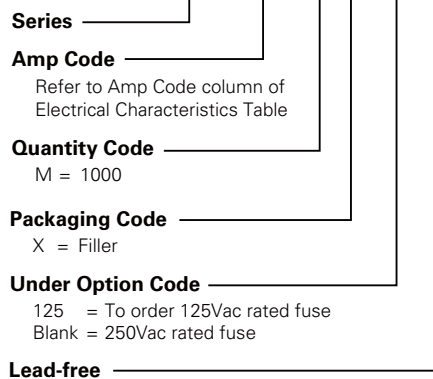 Series
Amp Code
Refer to Amp Code column of
Electrical Characteristics Table
Quantity Code
M = 1000
Packaging Code
X = Filler
Under Option Code
125 = To order 125Vac rated fuse
Blank = 250Vac rated fuse
Lead-free